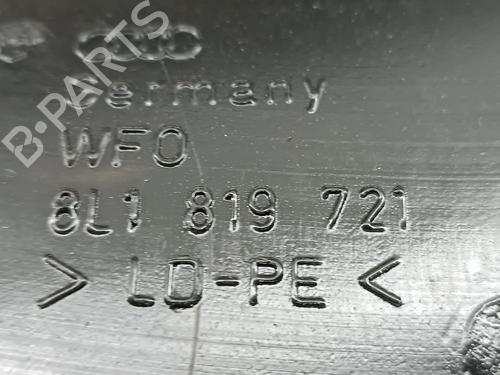 Germany
WFO
8L1 819 721
> LD-PE <
B-PARTS